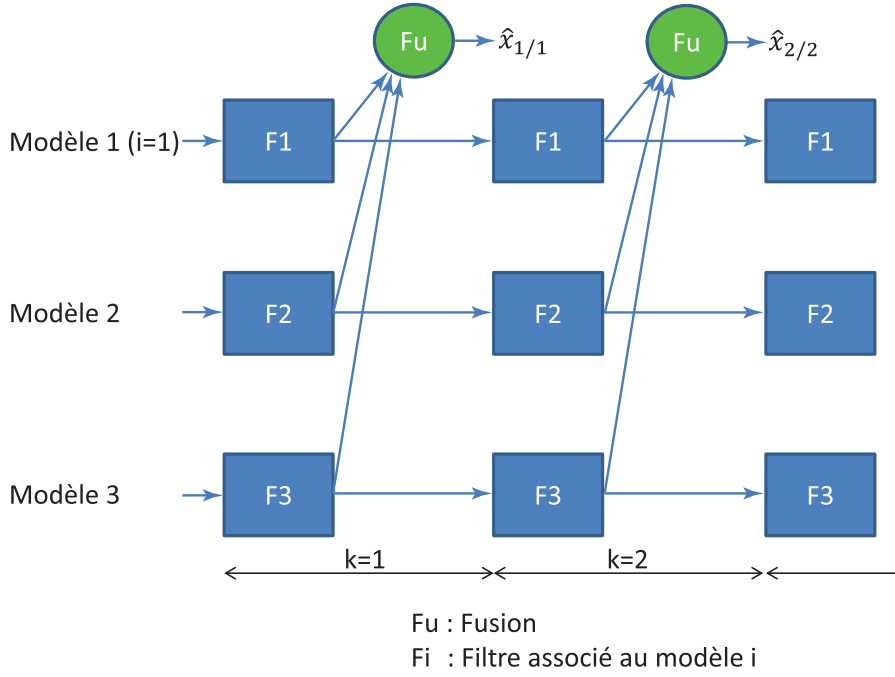 Fu x̂1/1 Fu x̂2/2
Modèle 1 (i=1) F1 F1 F1
Modèle 2 F2 F2 F2
Modèle 3 F3 F3 F3
k=1 k=2
Fu : Fusion
Fi : Filtre associé au modèle i